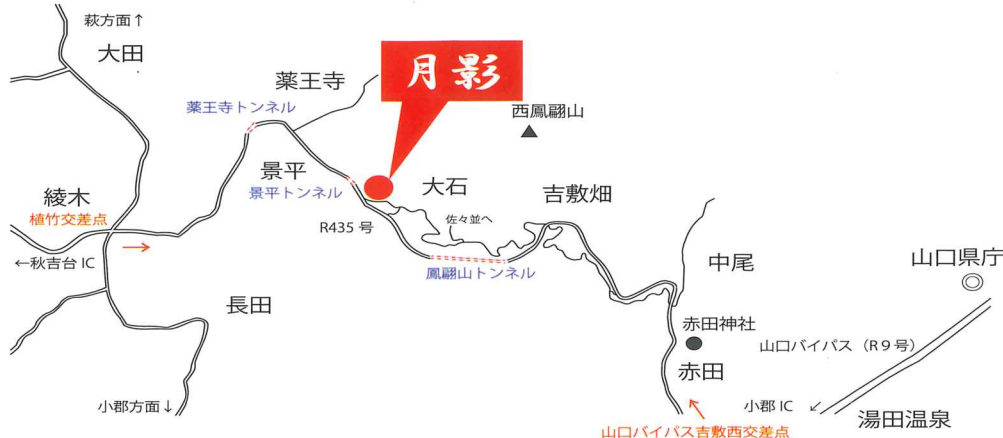 萩方面↑
大田
月影
薬王寺
薬王寺トンネル
西鳳翩山
景平
景平トンネル
大石
吉敷畑
綾木
植竹交差点
R435 号
佐々並へ
←秋吉台 IC
鳳翩山トンネル
中尾
山口県庁
長田
赤田神社
山口バイパス（R９号）
赤田
小郡方面↓
小郡 IC
湯田温泉
山口バイパス吉敷西交差点